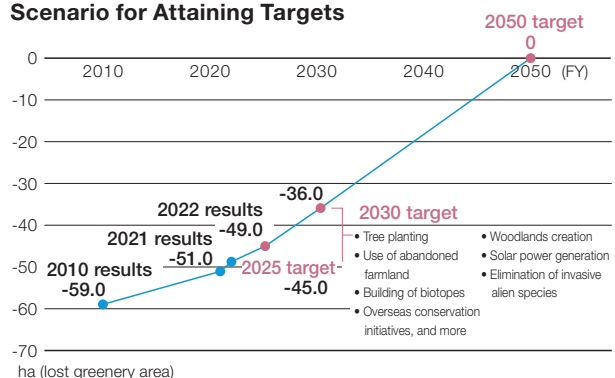 Scenario for Attaining Targets
2050 target
0
0
2010
2020
2030
2040
2050 (FY)
-10
-20
-30
-36.0
2030 target
2022 results
-49.0
-40
2021 results
-51.0
2025 target
-45.0
-50
2010 results
-59.0
-60
-70
• Tree planting
• Use of abandoned
farmland
• Building of biotopes
• Overseas conservation
initiatives, and more
• Woodlands creation
• Solar power generation
• Elimination of invasive
alien species
ha (lost greenery area)